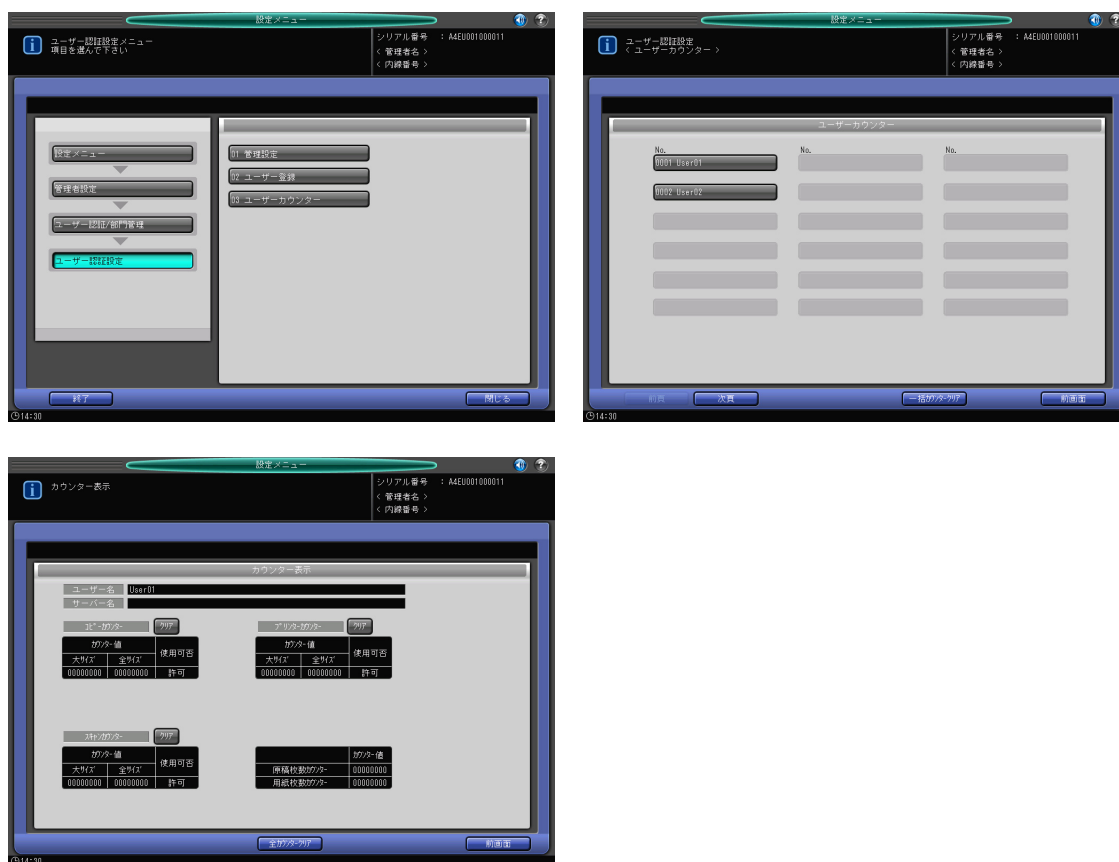 設定メニュー
ユーザー認証設定メニュー
項目を選んで下さい
シリアル番号 : A4EU001000011
< 管理者名 >
< 内線番号 >
設定メニュー
管理者設定
ユーザー認証/部門管理
ユーザー認証設定
01 管理設定
02 ユーザー登録
03 ユーザーカウンター
終了
閉じる
14:30
設定メニュー
ユーザー認証設定
< ユーザーカウンター >
シリアル番号 : A4EU001000011
< 管理者名 >
< 内線番号 >
ユーザーカウンター
No. No. No.
0001 User01
0002 User02
前頁 次頁 一括カウンタークリア 前画面
14:30
設定メニュー
カウンター表示
シリアル番号 : A4EU001000011
< 管理者名 >
< 内線番号 >
カウンター表示
ユーザー名 User01
サーバー名
コピーカウンター クリア
カウンター値 使用可否
大サイズ 全サイズ
00000000 00000000 許可
プリンターカウンター クリア
カウンター値 使用可否
大サイズ 全サイズ
00000000 00000000 許可
スキャンカウンター クリア
カウンター値 使用可否
大サイズ 全サイズ
00000000 00000000 許可
カウンター値
原稿枚数カウンター 00000000
用紙枚数カウンター 00000000
全カウンタークリア 前画面
14:30